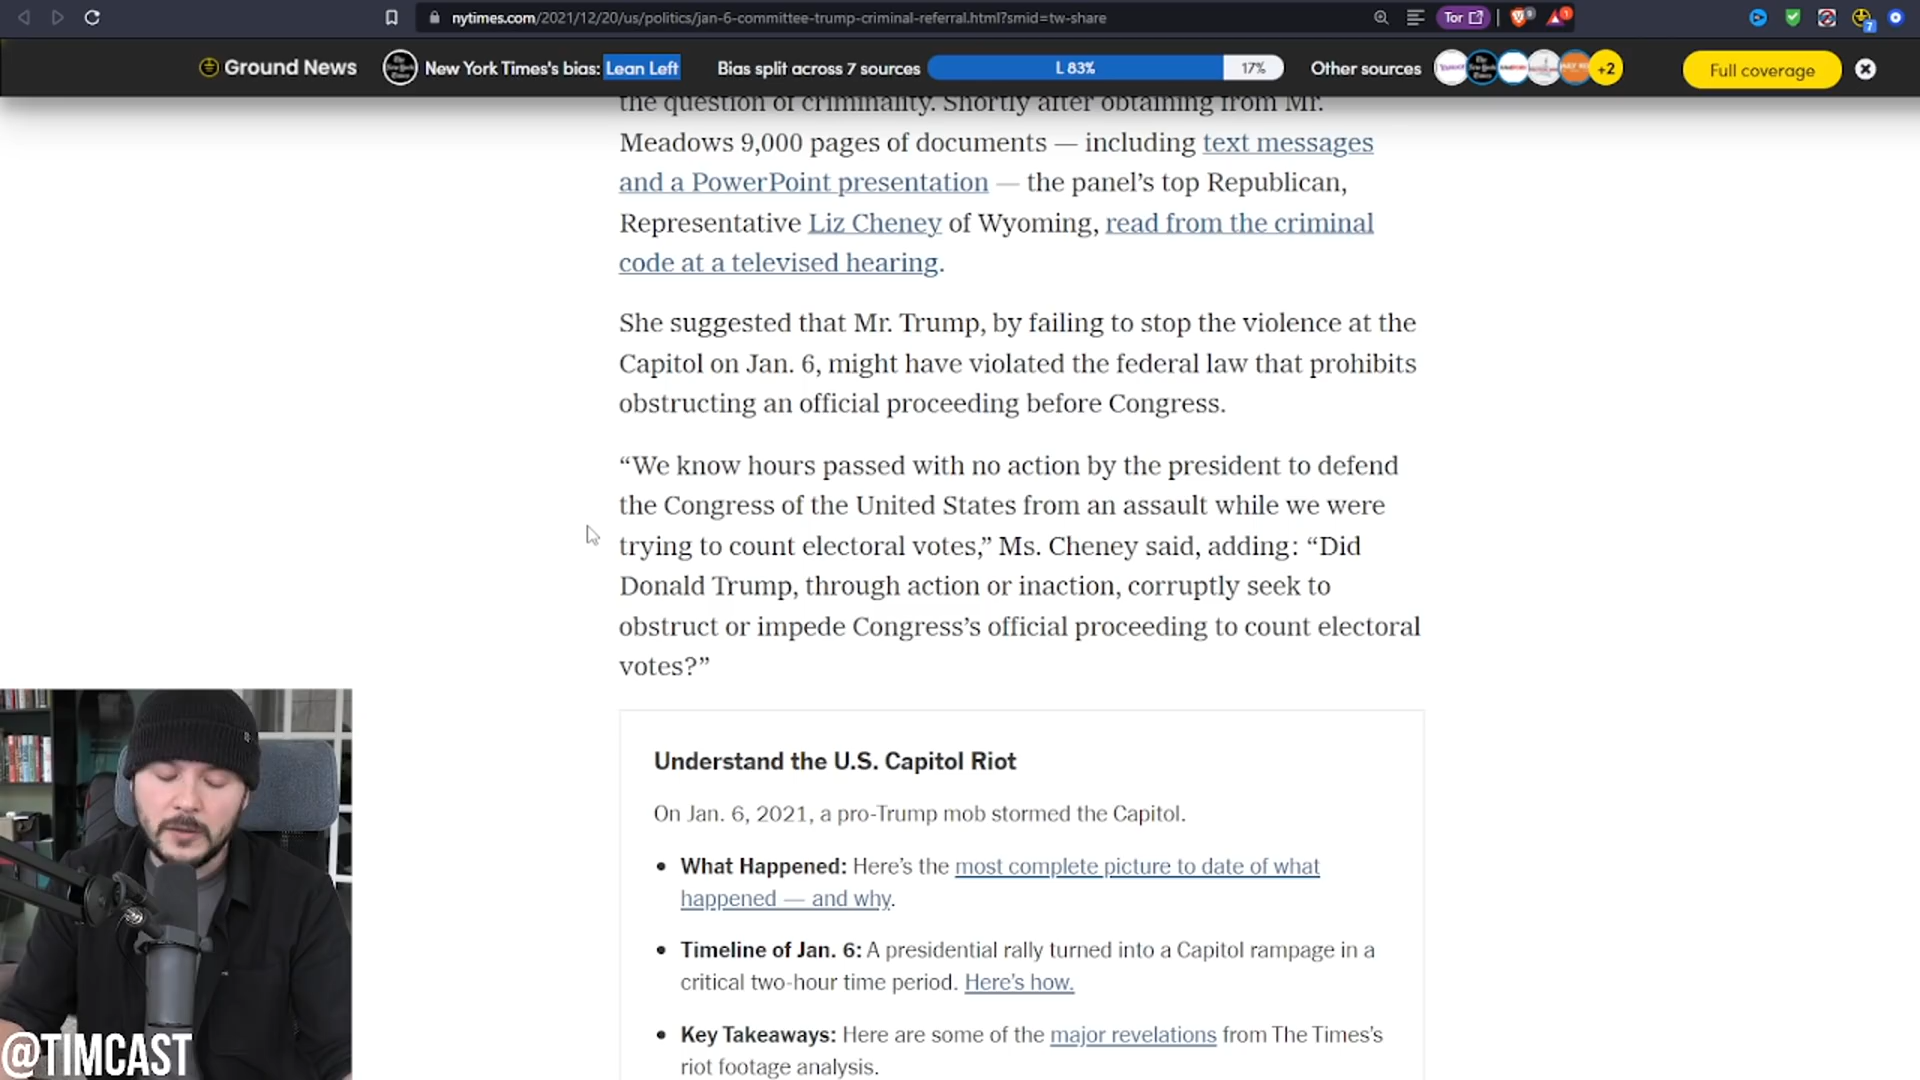 nytimes.com/2021/12/20/us/politics/jan-6-committee-trump-criminal-referral.html?smid=tw-share
Tor
Ground News
New York Times's bias: Lean Left
Bias split across 7 sources
L 83%
17%
Other sources
+2
Full coverage
the question of criminality. Shortly after obtaining from Mr.
Meadows 9,000 pages of documents — including text messages
and a PowerPoint presentation — the panel’s top Republican,
Representative Liz Cheney of Wyoming, read from the criminal
code at a televised hearing.
She suggested that Mr. Trump, by failing to stop the violence at the
Capitol on Jan. 6, might have violated the federal law that prohibits
obstructing an official proceeding before Congress.
“We know hours passed with no action by the president to defend
the Congress of the United States from an assault while we were
trying to count electoral votes,” Ms. Cheney said, adding: “Did
Donald Trump, through action or inaction, corruptly seek to
obstruct or impede Congress’s official proceeding to count electoral
votes?”
Understand the U.S. Capitol Riot
On Jan. 6, 2021, a pro-Trump mob stormed the Capitol.
• What Happened: Here’s the most complete picture to date of what
happened — and why.
• Timeline of Jan. 6: A presidential rally turned into a Capitol rampage in a
critical two-hour time period. Here’s how.
• Key Takeaways: Here are some of the major revelations from The Times’s
riot footage analysis.
@TIMCAST